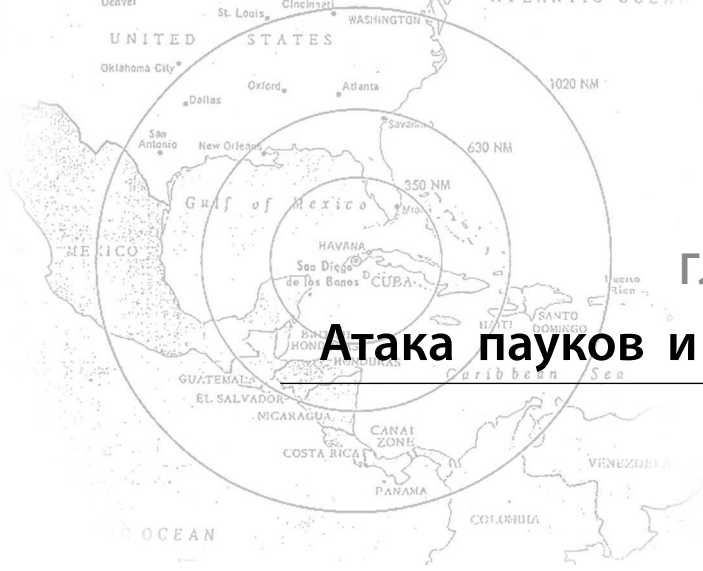 Denver
Cincinnati
St. Louis
WASHINGTON
UNITED STATES
1020 NM
Oklahoma City
Oxford
Atlanta
Dallas
San
Antonio
New Orleans
630 NM
350 NM
Gulf of Mexico
MEXICO
HAVANA
San Diego
de los Banos
CUBA
HAITI
SANTO
DOMINGO
Атака пауков и
HONDURAS
GUATEMALA
Caribbean Sea
EL SALVADOR
NICARAGUA
CANAL
ZONE
COSTA RICA
VENEZUELA
PANAMA
COLOMBIA
OCEAN